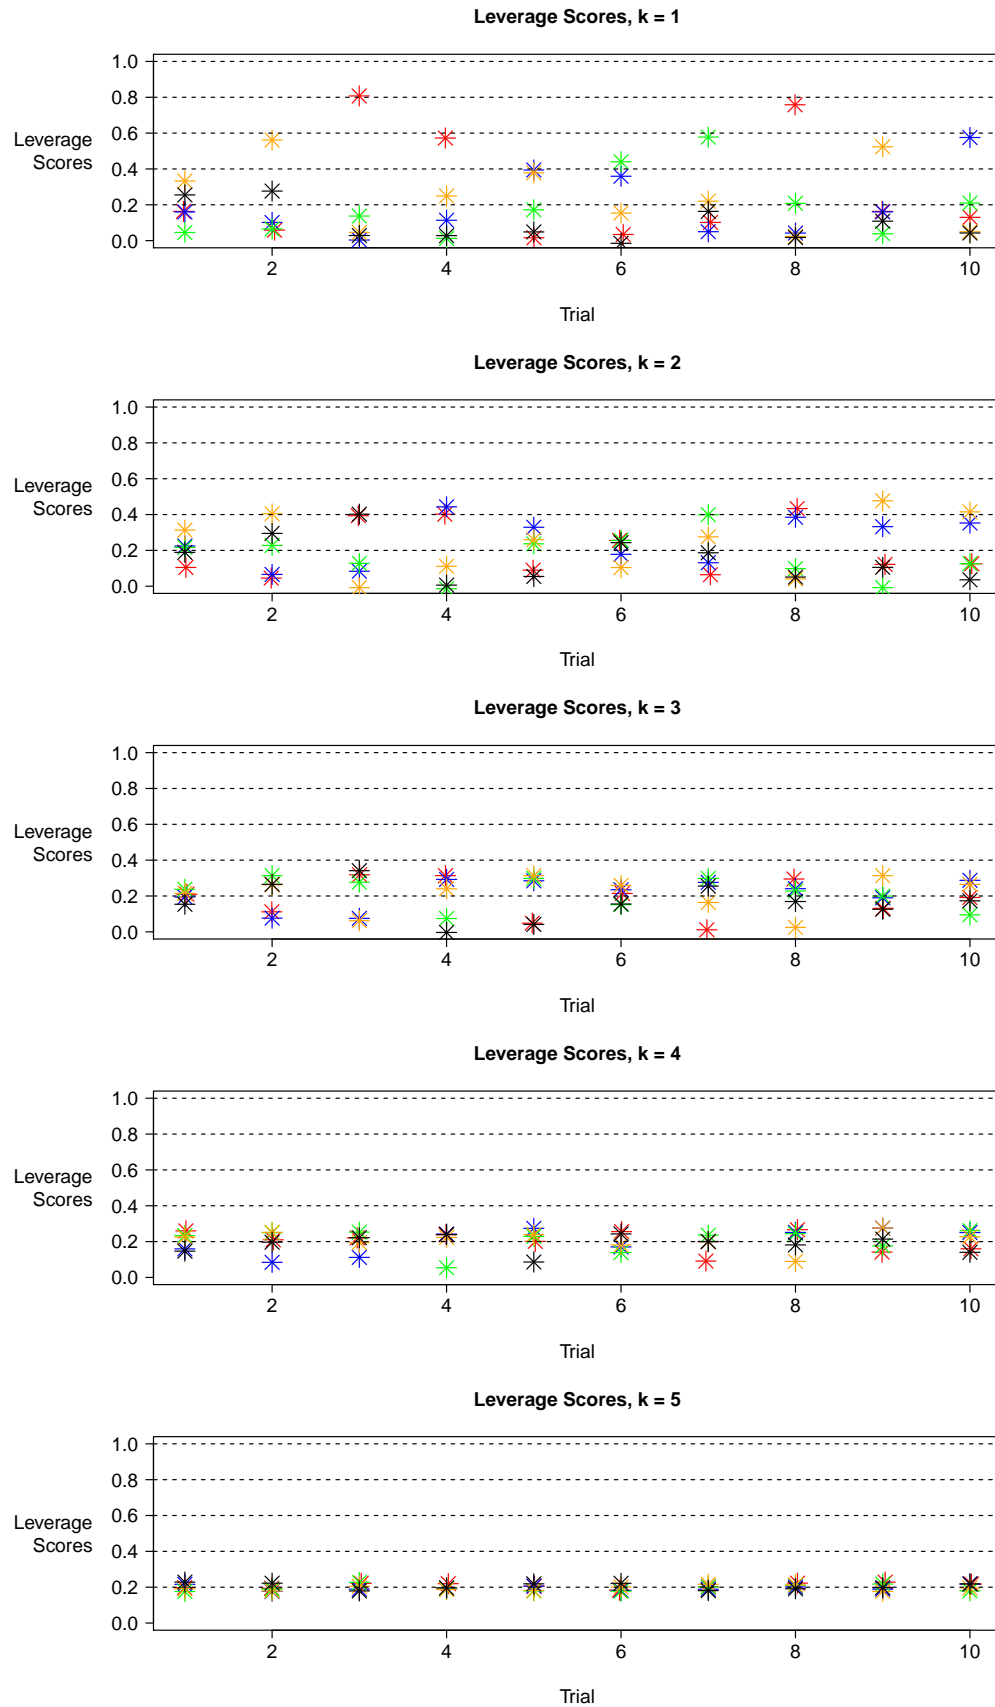 Leverage Scores, k = 1
1.0
0.8
0.6
Leverage
Scores
0.4
0.2
0.0
2 4 6 8 10
Trial
Leverage Scores, k = 2
1.0
0.8
0.6
Leverage
Scores
0.4
0.2
0.0
2 4 6 8 10
Trial
Leverage Scores, k = 3
1.0
0.8
0.6
Leverage
Scores
0.4
0.2
0.0
2 4 6 8 10
Trial
Leverage Scores, k = 4
1.0
0.8
0.6
Leverage
Scores
0.4
0.2
0.0
2 4 6 8 10
Trial
Leverage Scores, k = 5
1.0
0.8
0.6
Leverage
Scores
0.4
0.2
0.0
2 4 6 8 10
Trial